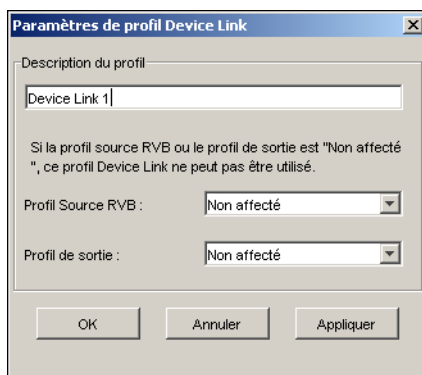 Paramètres de profil Device Link
Description du profil
Device Link 1
Si la profil source RVB ou le profil de sortie est "Non affecté
", ce profil Device Link ne peut pas être utilisé.
Profil Source RVB : Non affecté
Profil de sortie : Non affecté
OK Annuler Appliquer